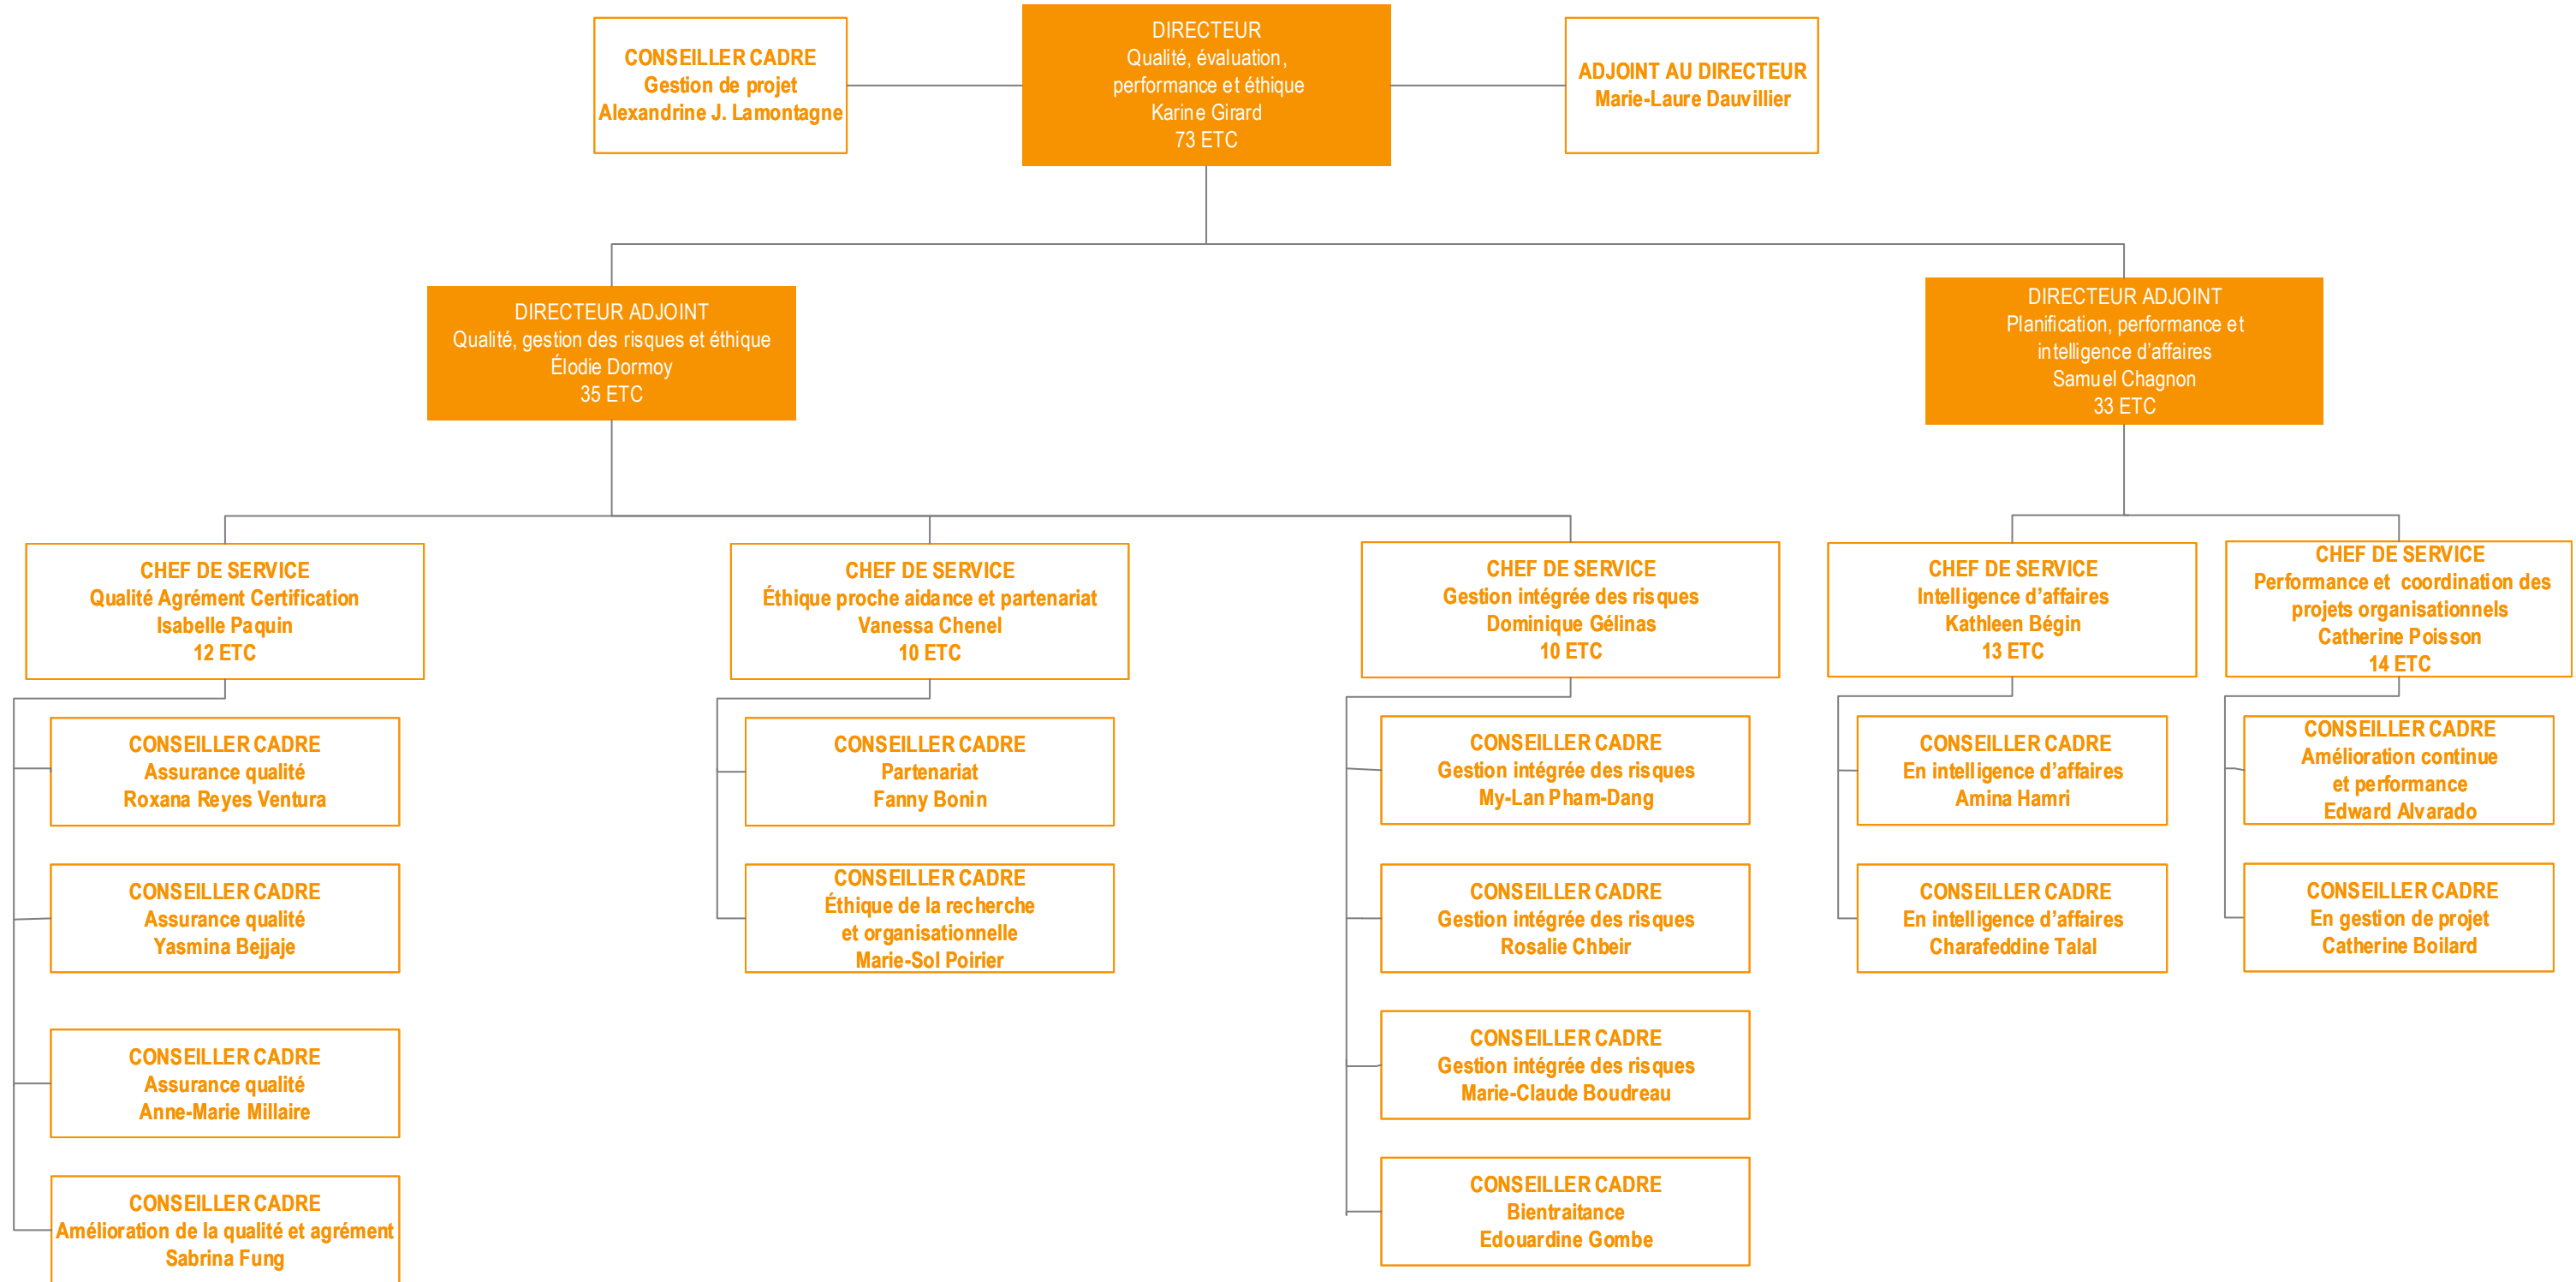 CONSEILLER CADRE
Gestion de projet
Alexandrine J. Lamontagne
DIRECTEUR
Qualité, évaluation,
performance et éthique
Karine Girard
73 ETC
ADJOINT AU DIRECTEUR
Marie-Laure Dauvillier
DIRECTEUR ADJOINT
Qualité, gestion des risques et éthique
Élodie Dormoy
35 ETC
DIRECTEUR ADJOINT
Planification, performance et
intelligence d’affaires
Samuel Chagnon
33 ETC
CHEF DE SERVICE
Qualité Agrément Certification
Isabelle Paquin
12 ETC
CHEF DE SERVICE
Éthique proche aidance et partenariat
Vanessa Chenel
10 ETC
CHEF DE SERVICE
Gestion intégrée des risques
Dominique Gélinas
10 ETC
CHEF DE SERVICE
Intelligence d’affaires
Kathleen Bégin
13 ETC
CHEF DE SERVICE
Performance et coordination des
projets organisationnels
Catherine Poisson
14 ETC
CONSEILLER CADRE
Assurance qualité
Roxana Reyes Ventura
CONSEILLER CADRE
Partenariat
Fanny Bonin
CONSEILLER CADRE
Gestion intégrée des risques
My-Lan Pham-Dang
CONSEILLER CADRE
En intelligence d’affaires
Amina Hamri
CONSEILLER CADRE
Amélioration continue
et performance
Edward Alvarado
CONSEILLER CADRE
Assurance qualité
Yasmina Bejjaje
CONSEILLER CADRE
Éthique de la recherche
et organisationnelle
Marie-Sol Poirier
CONSEILLER CADRE
Gestion intégrée des risques
Rosalie Chbeir
CONSEILLER CADRE
En intelligence d’affaires
Charafeddine Talal
CONSEILLER CADRE
En gestion de projet
Catherine Boilard
CONSEILLER CADRE
Assurance qualité
Anne-Marie Millaire
CONSEILLER CADRE
Gestion intégrée des risques
Marie-Claude Boudreau
CONSEILLER CADRE
Amélioration de la qualité et agrément
Sabrina Fung
CONSEILLER CADRE
Bientraitance
Edouardine Gombe